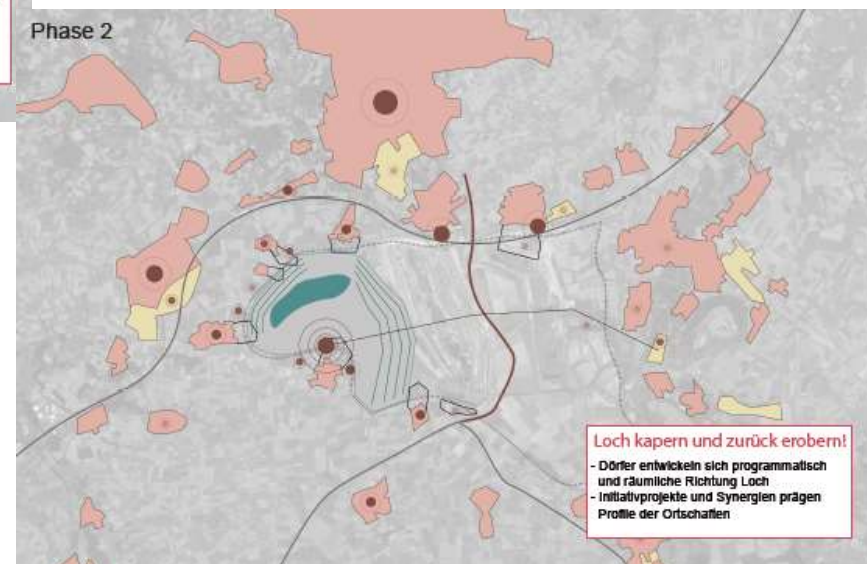 Phase 2
Loch kapern und zurück erobern!
- Dörfer entwickeln sich programmatisch
und räumliche Richtung Loch
- Initiativprojekte und Synergien prägen
Profile der Ortschaften